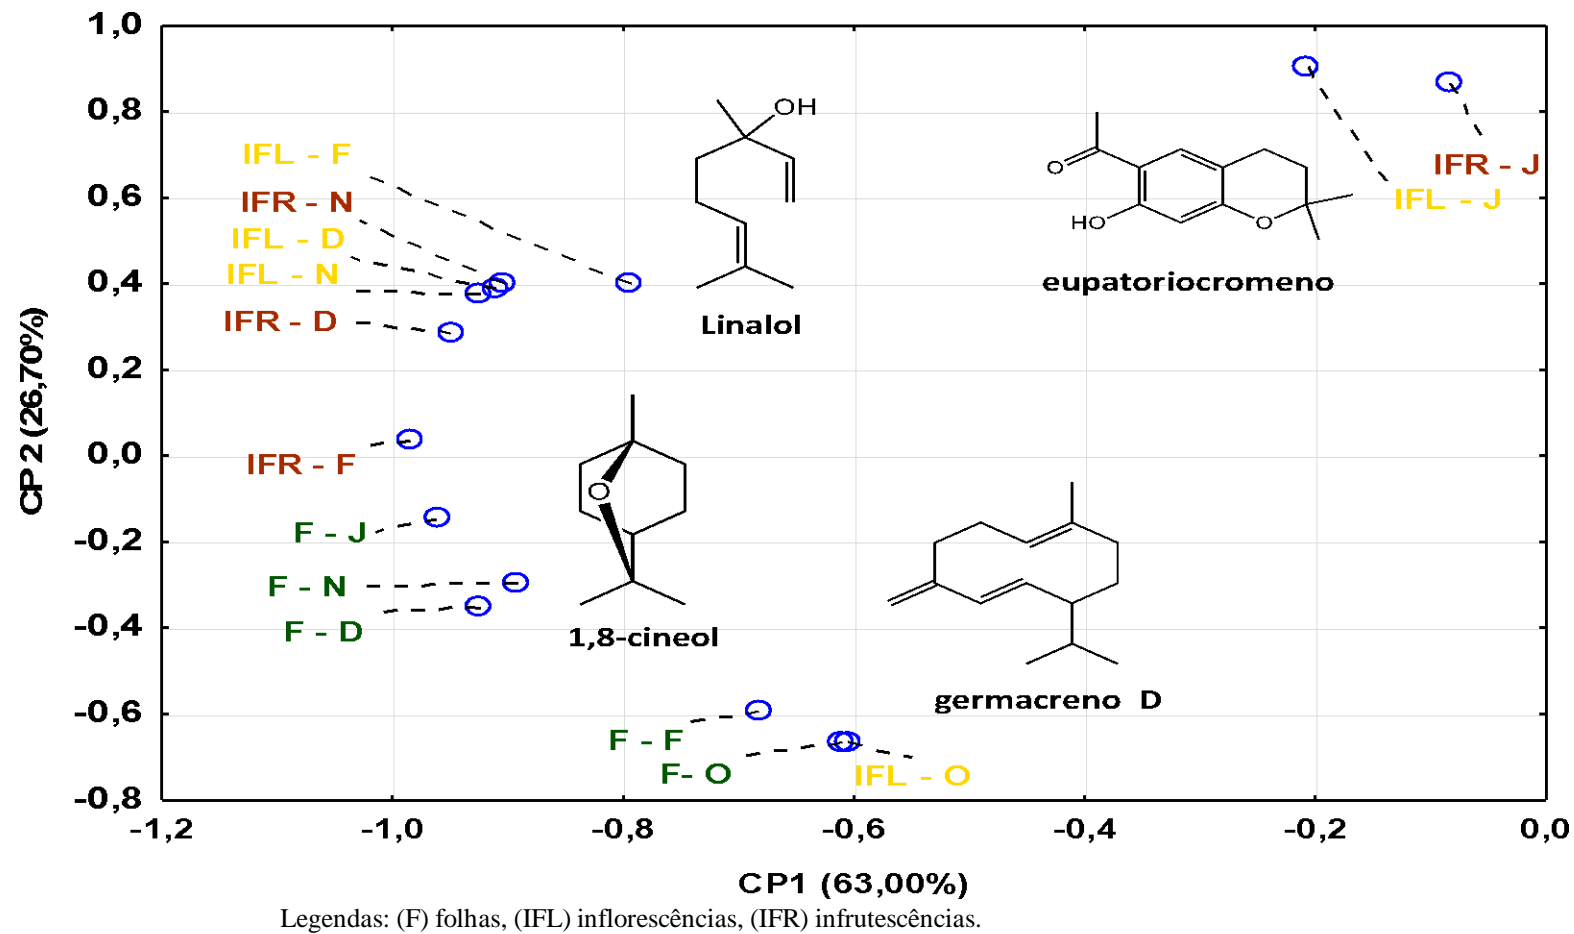 1,0
0,8
0,6
0,4
0,2
0,0
-0,2
-0,4
-0,6
-0,8
CP 2 (26,70%)
IFL - F
IFR - N
IFL - D
IFL - N
IFR - D
IFR - F
F - J
F - N
F - D
OH
Linalol
O
HO
O
eupatoriocromeno
IFR - J
IFL - J
O
1,8-cineol
germacreno D
F - F
F- O
IFL - O
-1,2 -1,0 -0,8 -0,6 -0,4 -0,2 0,0
CP1 (63,00%)
Legendas: (F) folhas, (IFL) inflorescências, (IFR) infrutescências.